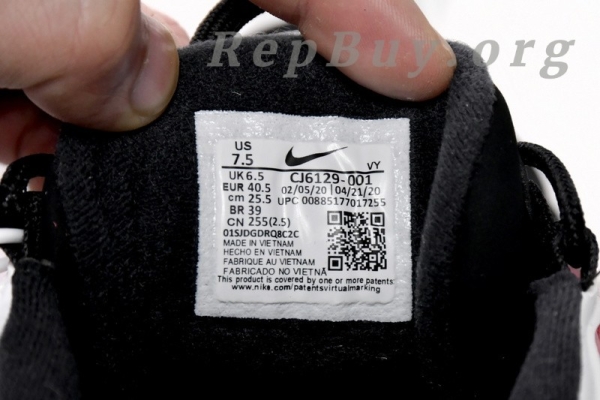 RepBuy.org
US
7.5
VY
UK 6.5 CJ6129-001
EUR 40.5 02/05/20 04/21/20
cm 25.5 UPC 00885177017255
BR 39
CN 255(2.5)
01SJDGDRQ8C2C
MADE IN VIETNAM
HECHO EN VIETNAM
FABRIQUE AU VIETNAM
FABRICADO NO VIETNÃ
This product is covered by one or more patents
www.nike.com/patentsvirtualmarking